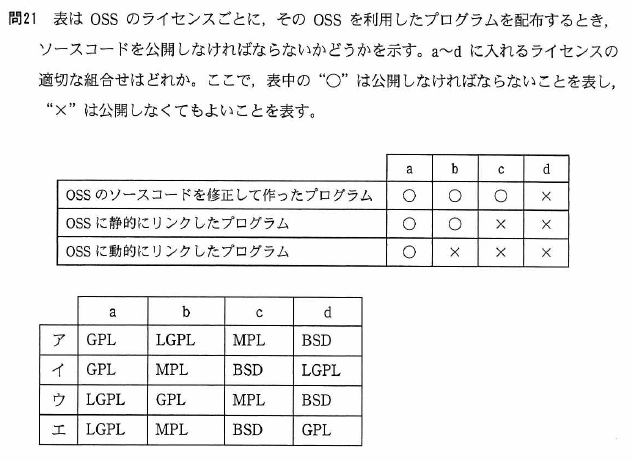 問21 表は OSS のライセンスごとに，その OSS を利用したプログラムを配布するとき，
ソースコードを公開しなければならないかどうかを示す。a～d に入れるライセンスの
適切な組合せはどれか。ここで，表中の“○”は公開しなければならないことを表し，
“×”は公開しなくてもよいことを表す。
a b c d
OSS のソースコードを修正して作ったプログラム ○ ○ ○ ×
OSS に静的にリンクしたプログラム ○ ○ × ×
OSS に動的にリンクしたプログラム ○ × × ×
a b c d
ア GPL LGPL MPL BSD
イ GPL MPL BSD LGPL
ウ LGPL GPL MPL BSD
エ LGPL MPL BSD GPL